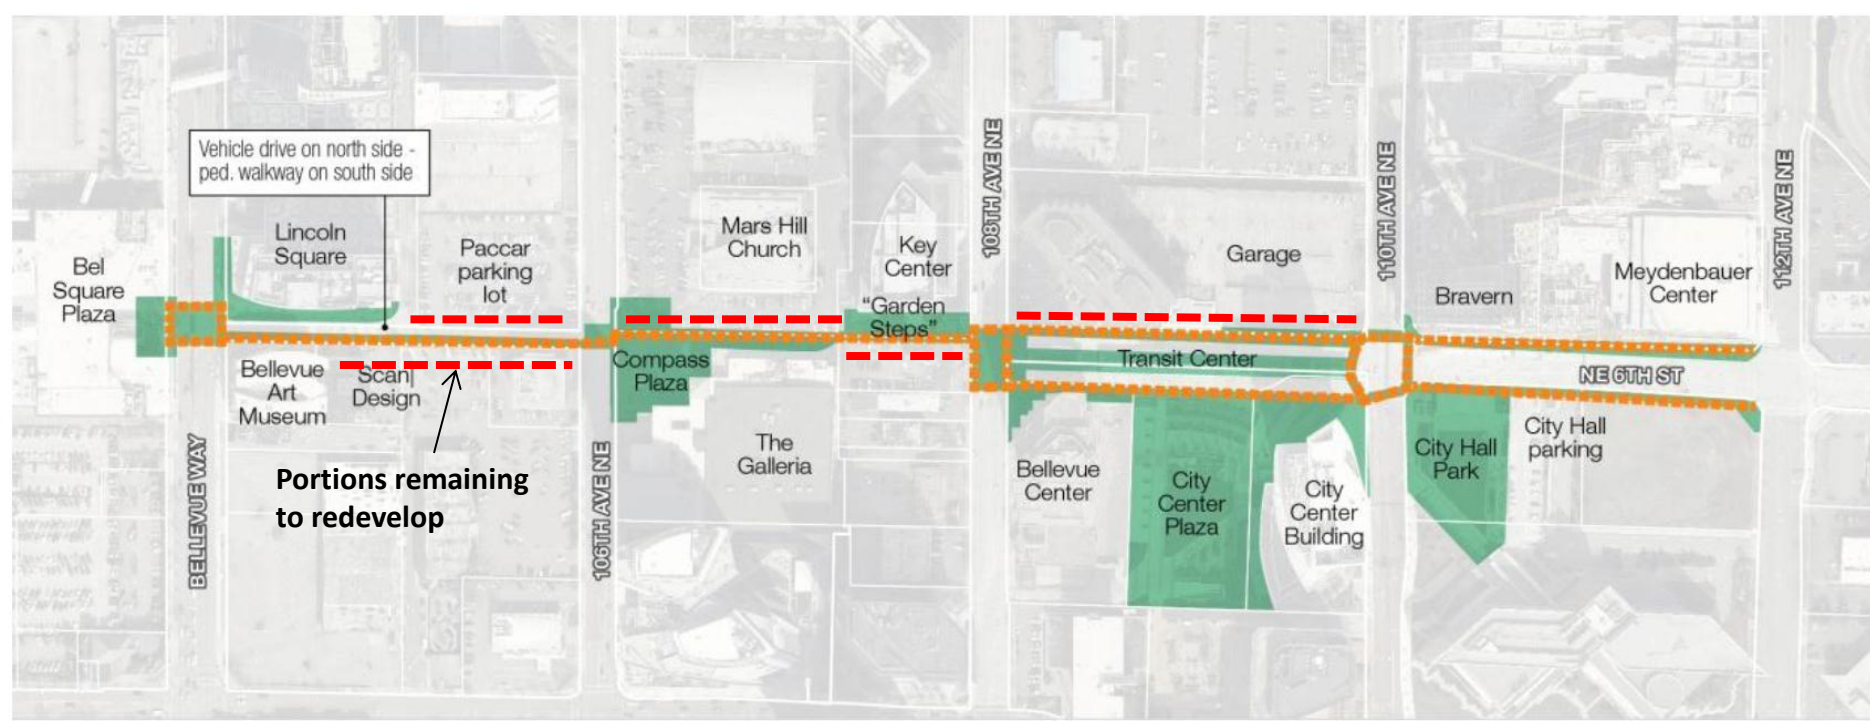 Vehicle drive on north side -
ped. walkway on south side
Lincoln
Square
Bel
Square
Plaza
Paccar
parking
lot
Mars Hill
Church
Key
Center
“Garden
Steps”
108TH AVE NE
Garage
110TH AVE NE
Bravern
Meydenbauer
Center
112TH AVE NE
Bellevue
Art
Museum
Scan|
Design
Compass
Plaza
Transit Center
NE 6TH ST
BELLEVUE WAY
Portions remaining
to redevelop
106TH AVE NE
The
Galleria
Bellevue
Center
City
Center
Plaza
City
Center
Building
City Hall
Park
City Hall
parking